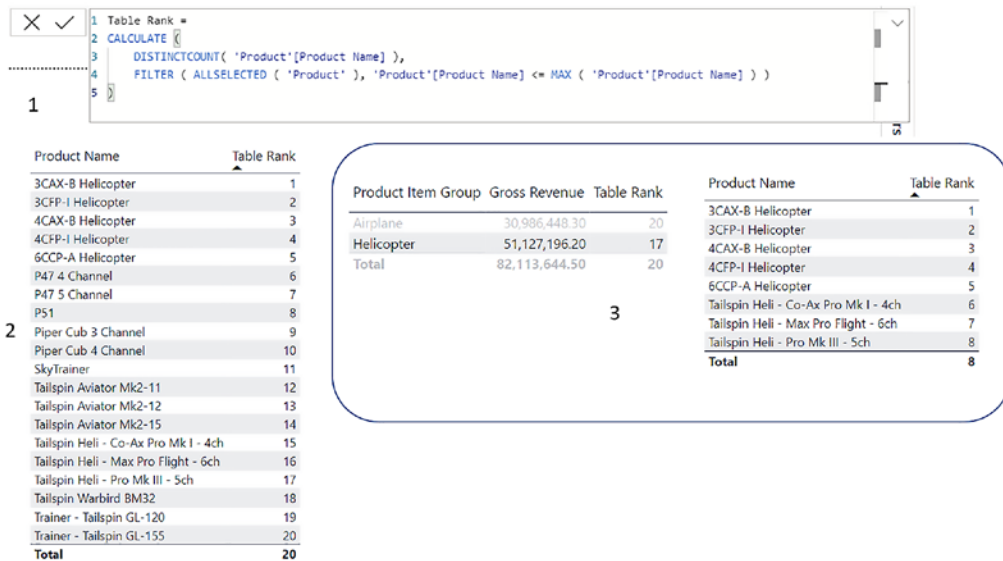 1 Table Rank =
2 CALCULATE (
3 DISTINCTCOUNT( 'Product'[Product Name] ),
4 FILTER ( ALLSELECTED ( 'Product' ), 'Product'[Product Name] <= MAX ( 'Product'[Product Name] ) )
5 )
1
Product Name Table Rank
3CAX-B Helicopter 1
3CFP-I Helicopter 2
4CAX-B Helicopter 3
4CFP-I Helicopter 4
6CCP-A Helicopter 5
P47 4 Channel 6
P47 5 Channel 7
P51 8
2
Piper Cub 3 Channel 9
Piper Cub 4 Channel 10
SkyTrainer 11
Tailspin Aviator Mk2-11 12
Tailspin Aviator Mk2-12 13
Tailspin Aviator Mk2-15 14
Tailspin Heli - Co-Ax Pro Mk I - 4ch 15
Tailspin Heli - Max Pro Flight - 6ch 16
Tailspin Heli - Pro Mk III - 5ch 17
Tailspin Warbird BM32 18
Trainer - Tailspin GL-120 19
Trainer - Tailspin GL-155 20
Total 20
Product Item Group Gross Revenue Table Rank
Airplane 30,986,448.30 20
Helicopter 51,127,196.20 17
Total 82,113,644.50 20
3
Product Name Table Rank
3CAX-B Helicopter 1
3CFP-I Helicopter 2
4CAX-B Helicopter 3
4CFP-I Helicopter 4
6CCP-A Helicopter 5
Tailspin Heli - Co-Ax Pro Mk I - 4ch 6
Tailspin Heli - Max Pro Flight - 6ch 7
Tailspin Heli - Pro Mk III - 5ch 8
Total 8